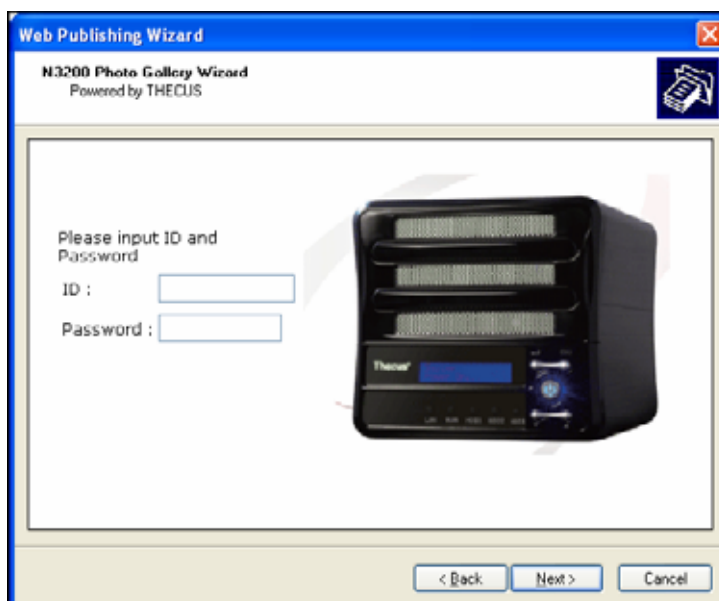 Web Publishing Wizard
N3200 Photo Gallery Wizard
Powered by THECUS
Please input ID and
Password
ID :
Password :
Thecus
LAN
< Back
Next >
Cancel